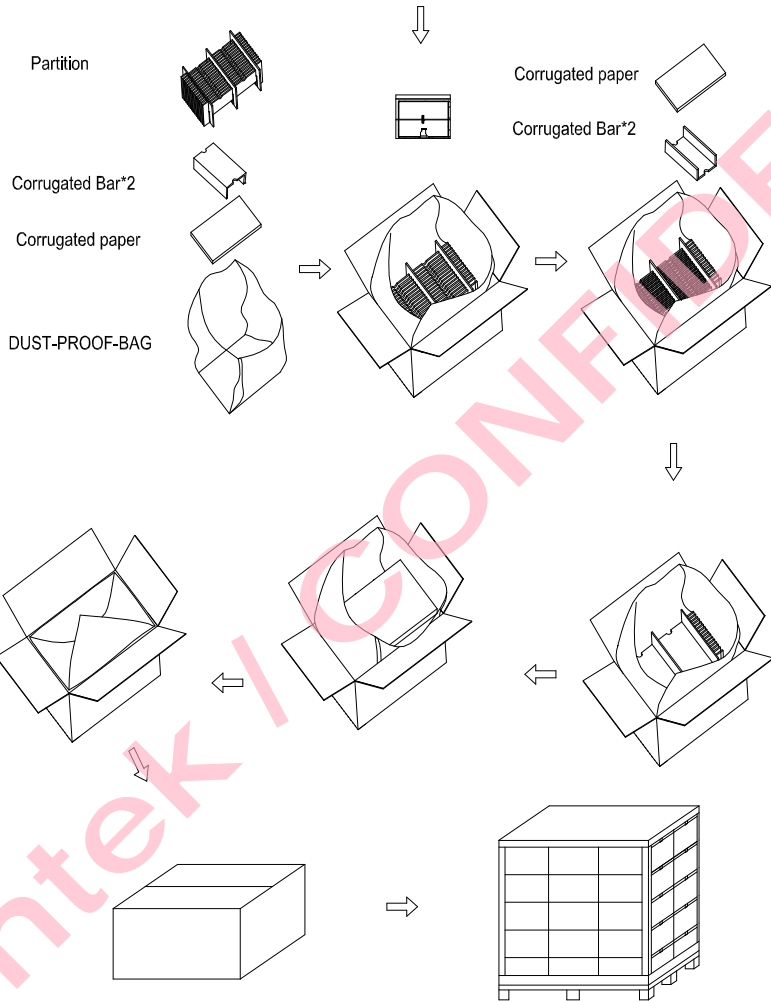 Partition
Corrugated paper
Corrugated Bar*2
Corrugated Bar*2
Corrugated paper
DUST-PROOF-BAG
ntek / CONFIDE